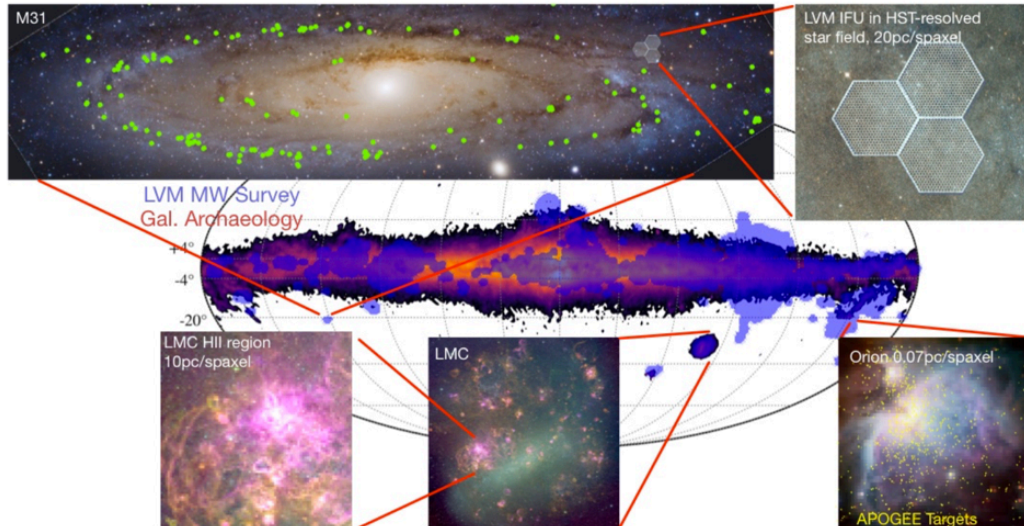 M31
LVM IFU in HST-resolved
star field, 20pc/spaxel
LVM MW Survey
Gal. Archaeology
+4°
-4°
-20°
LMC HII region
10pc/spaxel
LMC
Orion 0.07pc/spaxel
APOGEE Targets